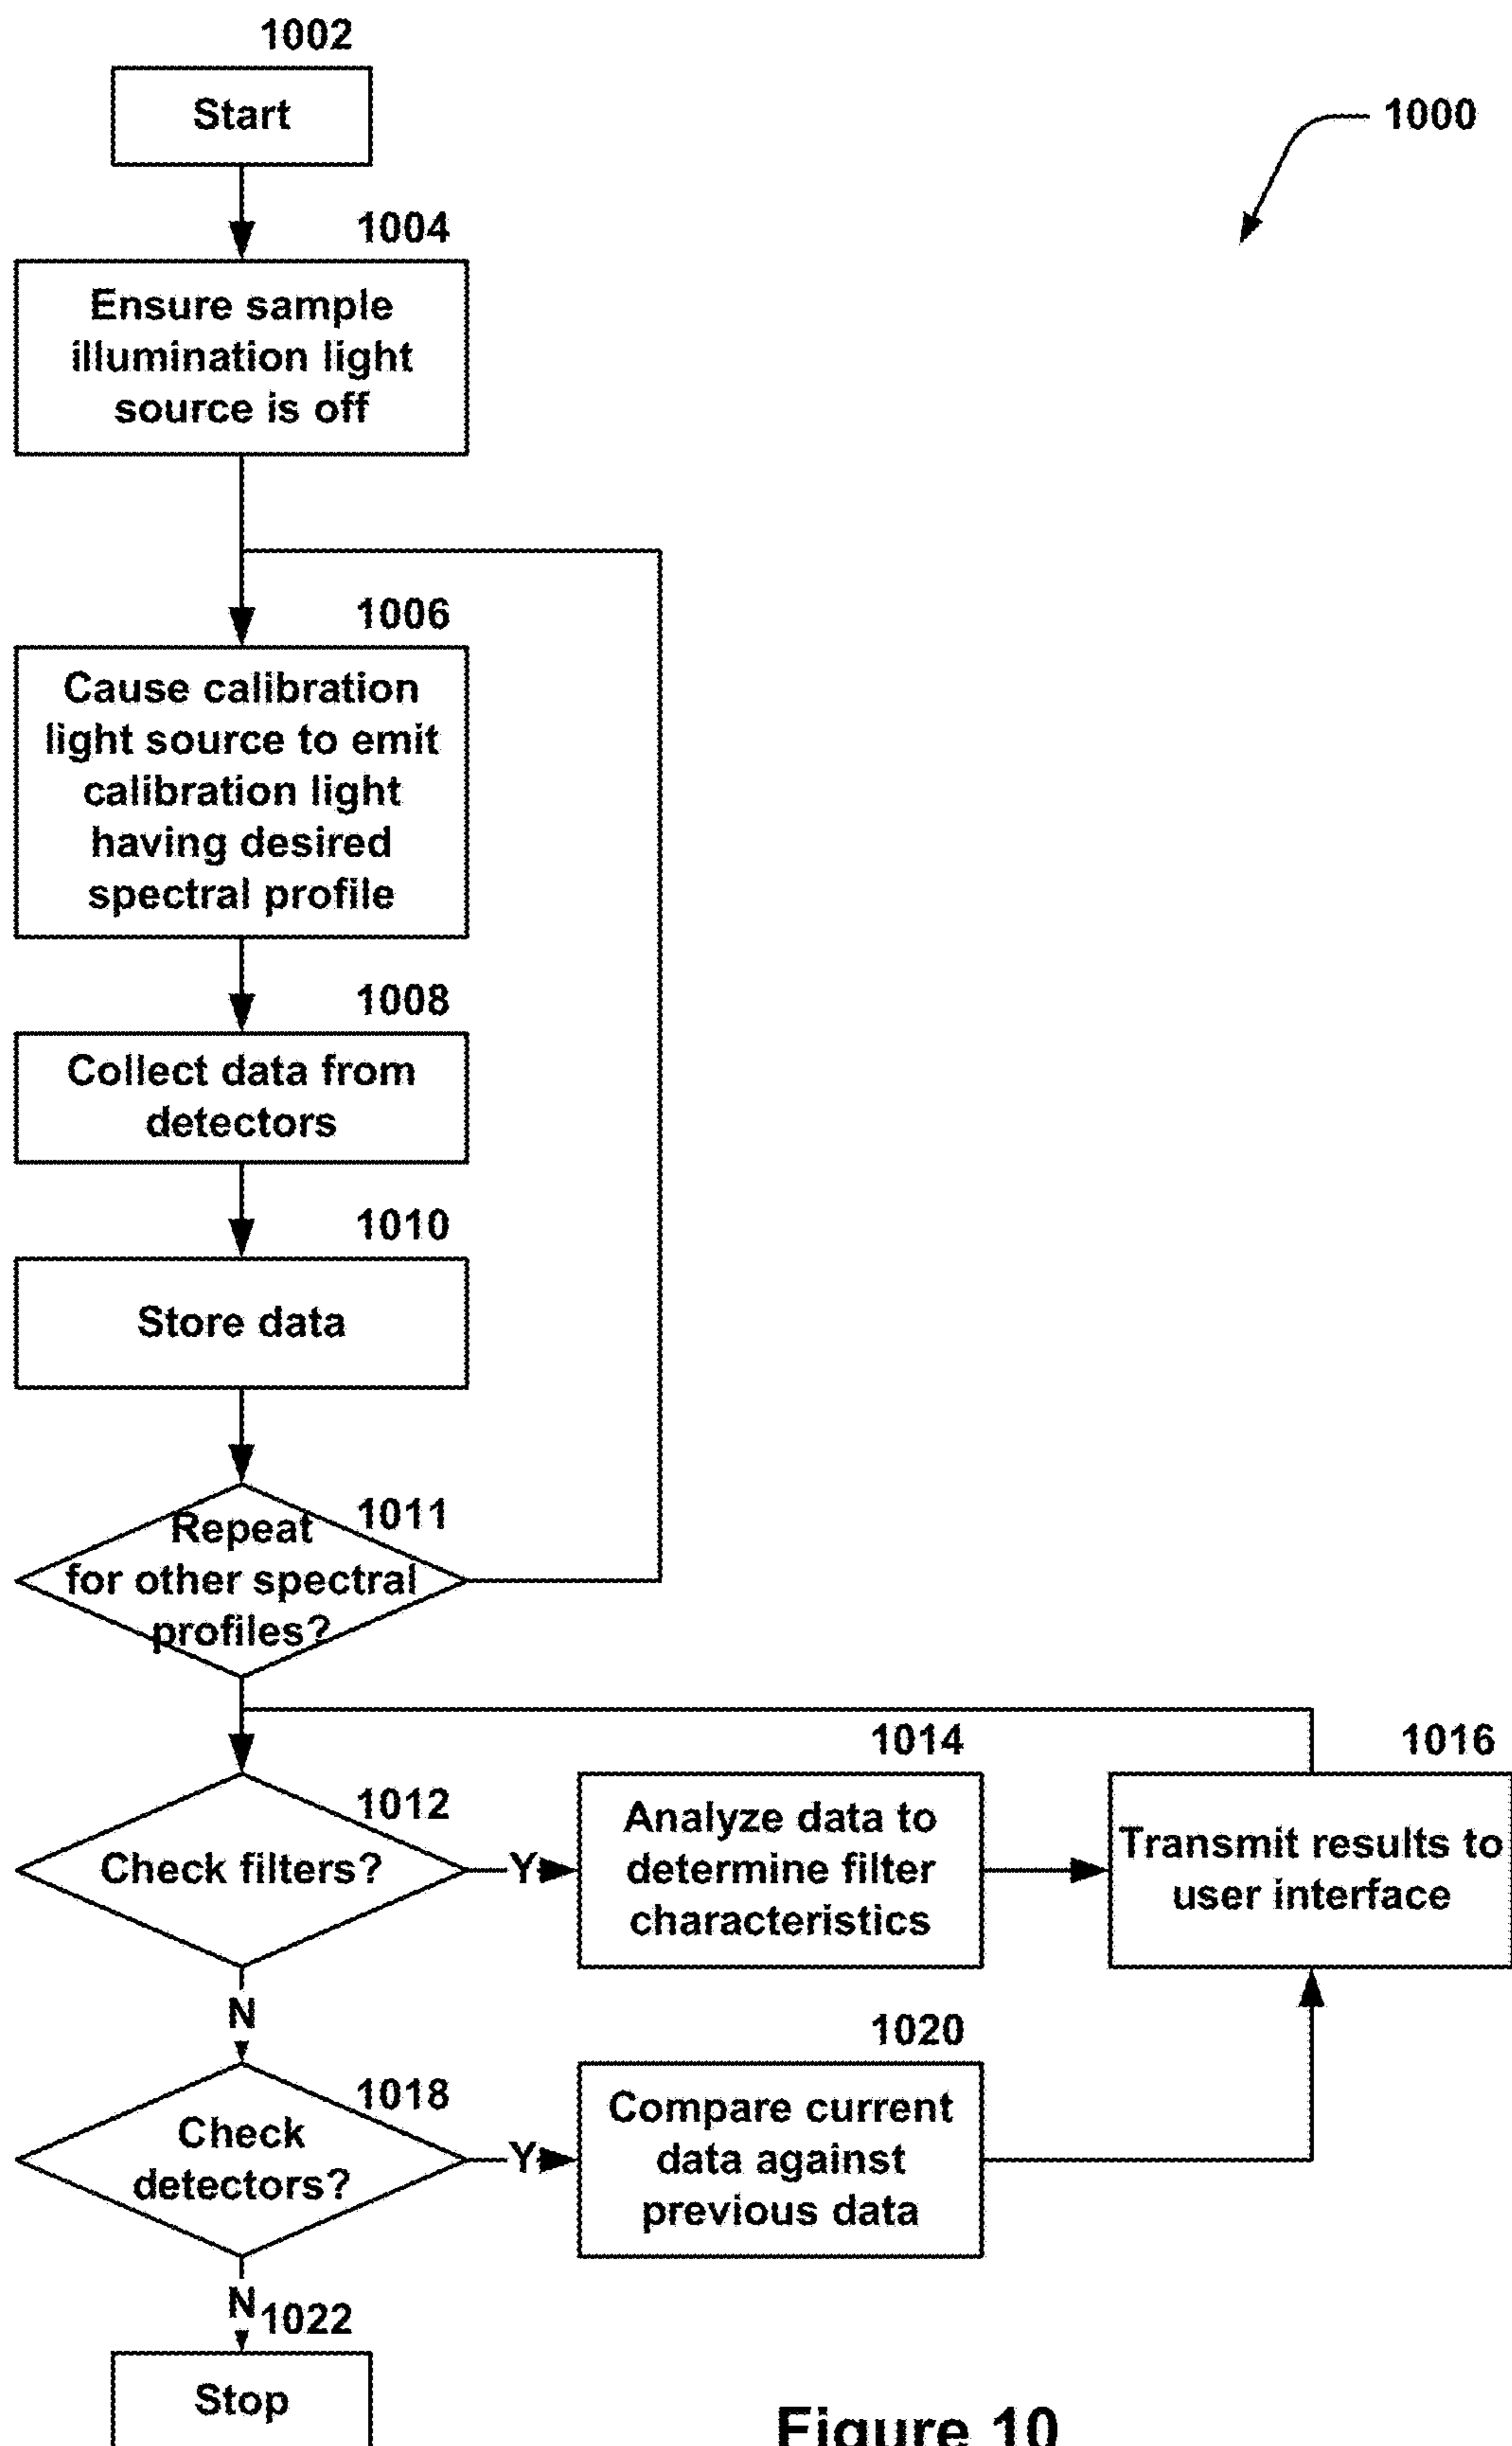 1002
Start
1000
1004
Ensure sample
illumination light
source is off
1006
Cause calibration
light source to emit
calibration light
having desired
spectral profile
1008
Collect data from
detectors
1010
Store data
1011
Repeat
for other spectral
profiles?
1012
Check filters?
Y
1014
Analyze data to
determine filter
characteristics
1016
Transmit results to
user interface
N
1018
Check
detectors?
Y
1020
Compare current
data against
previous data
N
1022
Stop
Figure 10